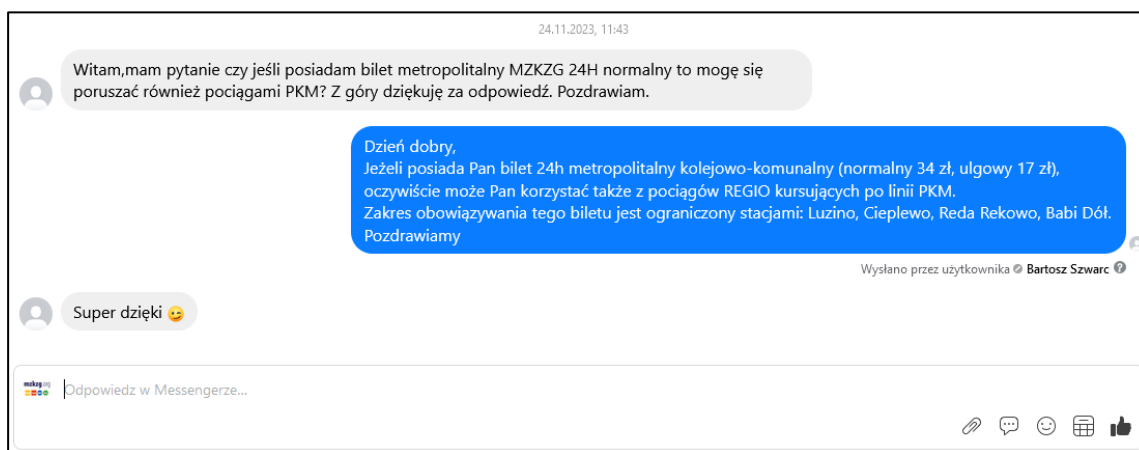 24.11.2023, 11:43
Witam,mam pytanie czy jeśli posiadam bilet metropolitalny MZKZG 24H normalny to mogę się
poruszać również pociągami PKM? Z góry dziękuję za odpowiedź. Pozdrawiam.
Dzień dobry,
Jeżeli posiada Pan bilet 24h metropolitalny kolejowo-komunalny (normalny 34 zł, ulgowy 17 zł),
oczywiście może Pan korzystać także z pociągów REGIO kursujących po linii PKM.
Zakres obowiązywania tego biletu jest ograniczony stacjami: Luzino, Cieplewo, Reda Rekowo, Babi Dół.
Pozdrawiamy
Wysłano przez użytkownika Bartosz Szwarc ?
Super dzięki 😜
mzkzg.org
Odpowiedz w Messengerze...